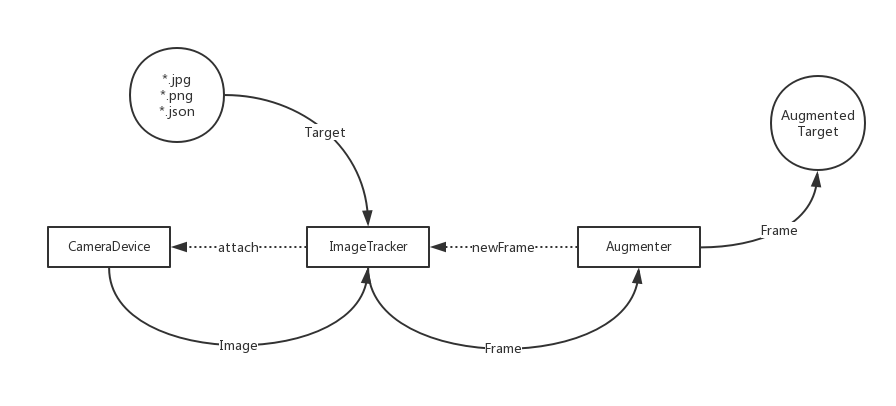 *.jpg
*.png
*.json
Augmented
Target
Target
Frame
CameraDevice
attach
ImageTracker
newFrame
Augmenter
Image
Frame